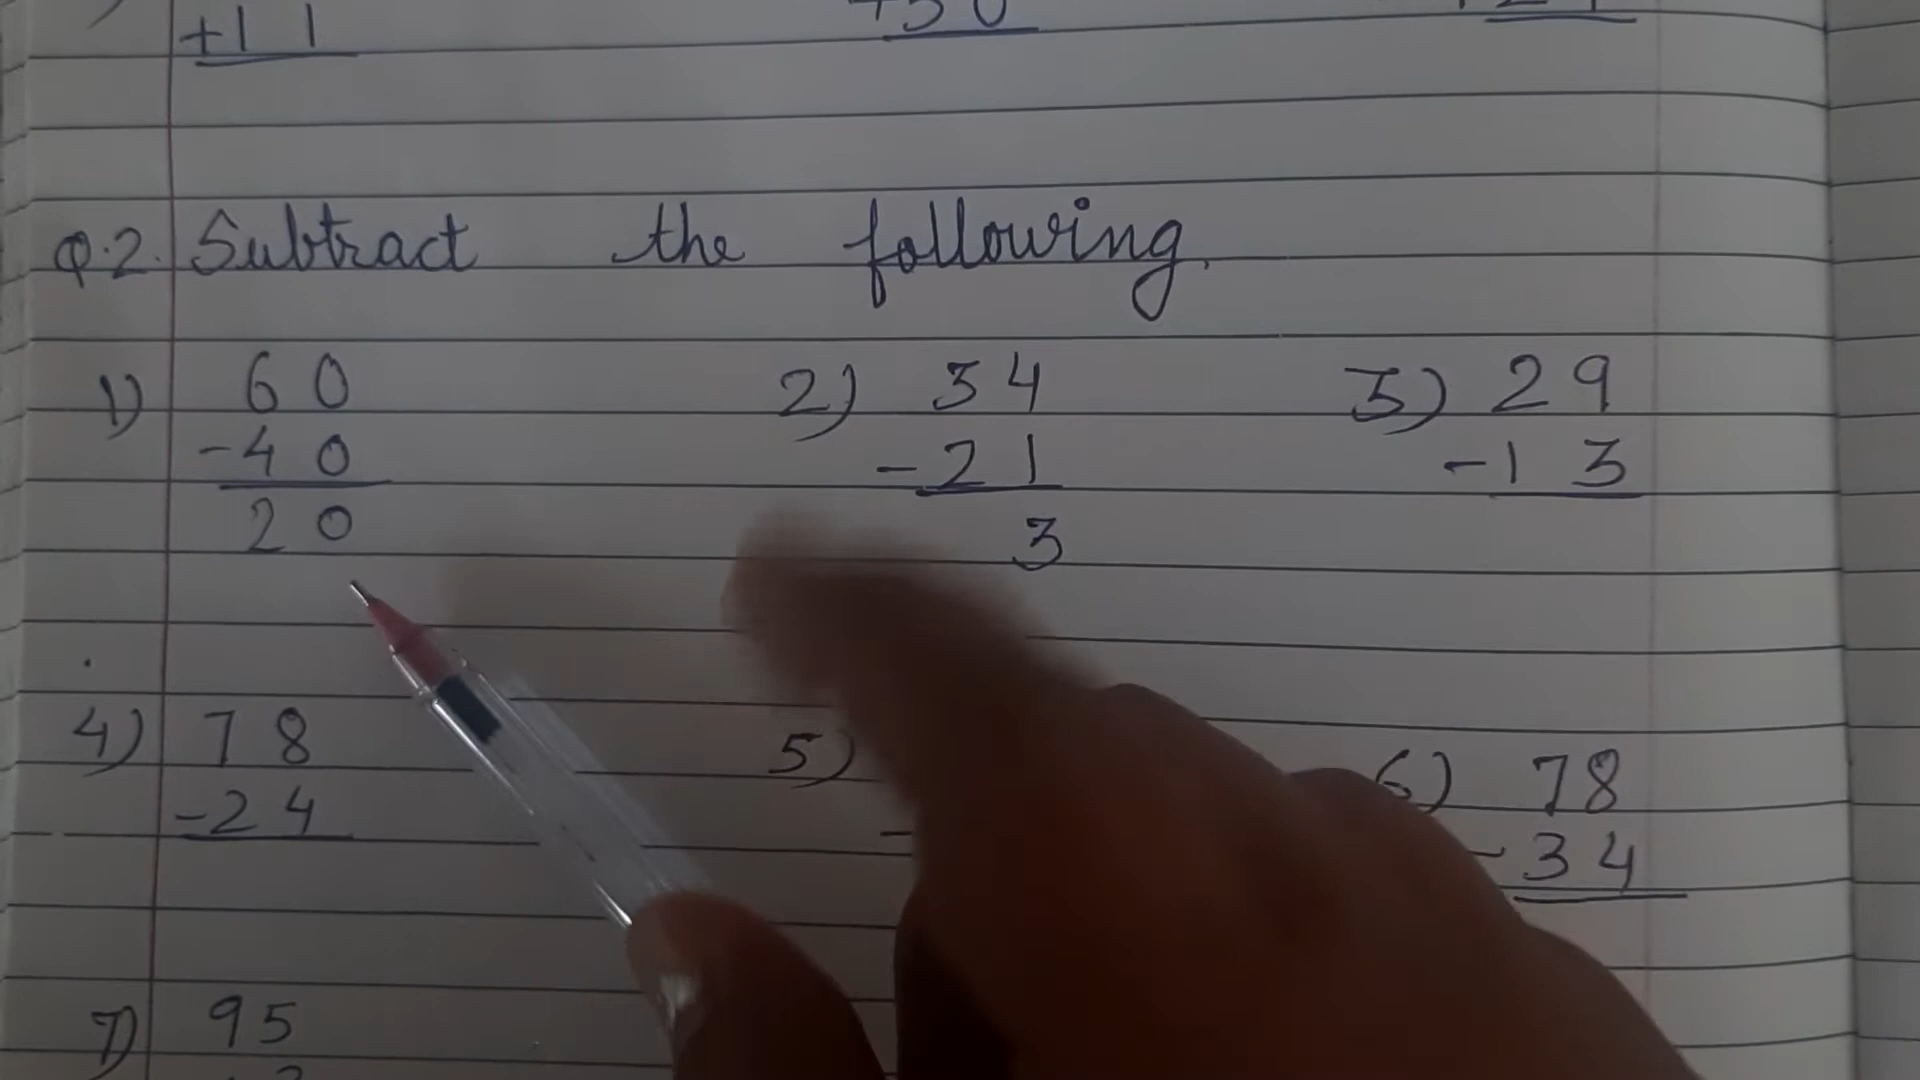 +11
+30
Q.2. Subtract the following.
1) 60 2) 34 3) 29
-40 -21 -13
20 3
4) 78 5) 6) 78
-24 - -34
7) 95